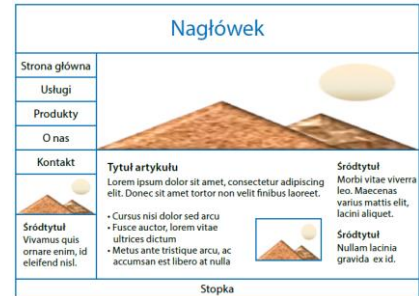 Nagłówek
Strona główna
Usługi
Produkty
O nas
Kontakt
Śródtytuł
Vivamus quis
ornare enim, id
eleifend nisl.
Tytuł artykułu
Lorem ipsum dolor sit amet, consectetur adipiscing
elit. Donec sit amet tortor non velit finibus laoreet.
• Cursus nisi dolor sed arcu
• Fusce auctor, lorem vitae
ultrices dictum
• Metus ante tristique arcu, ac
accumsan est libero at nulla
Śródtytuł
Morbi vitae viverra
leo. Maecenas
varius mattis elit,
lacini aliquet.
Śródtytuł
Nullam lacinia
gravida ex id.
Stopka